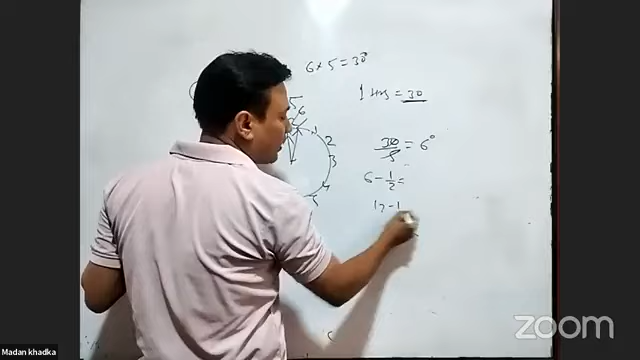 6 × 5 = 30°
1 Hrs = 30
5
6
1
2
3
4
5
30/5 = 6°
6 - 1/2 =
12 - 1
zoom
Madan khadka